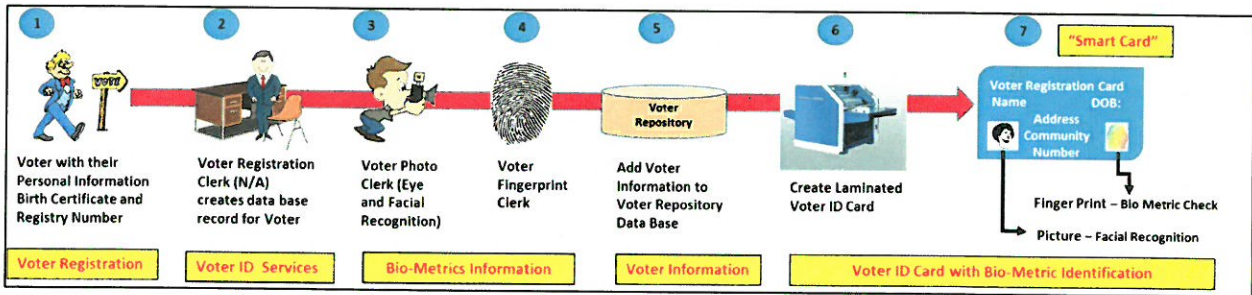 1
2
3
4
5
6
7
"Smart Card"
VOTE
Voter
Repository
Voter Registration Card
Name DOB:
Address
Community
Number
Voter with their
Personal Information
Birth Certificate and
Registry Number
Voter Registration
Clerk (N/A)
creates data base
record for Voter
Voter Photo
Clerk (Eye
and Facial
Recognition)
Voter
Fingerprint
Clerk
Add Voter
Information to
Voter Repository
Data Base
Create Laminated
Voter ID Card
Finger Print – Bio Metric Check
Picture – Facial Recognition
Voter Registration
Voter ID Services
Bio-Metrics Information
Voter Information
Voter ID Card with Bio-Metric Identification